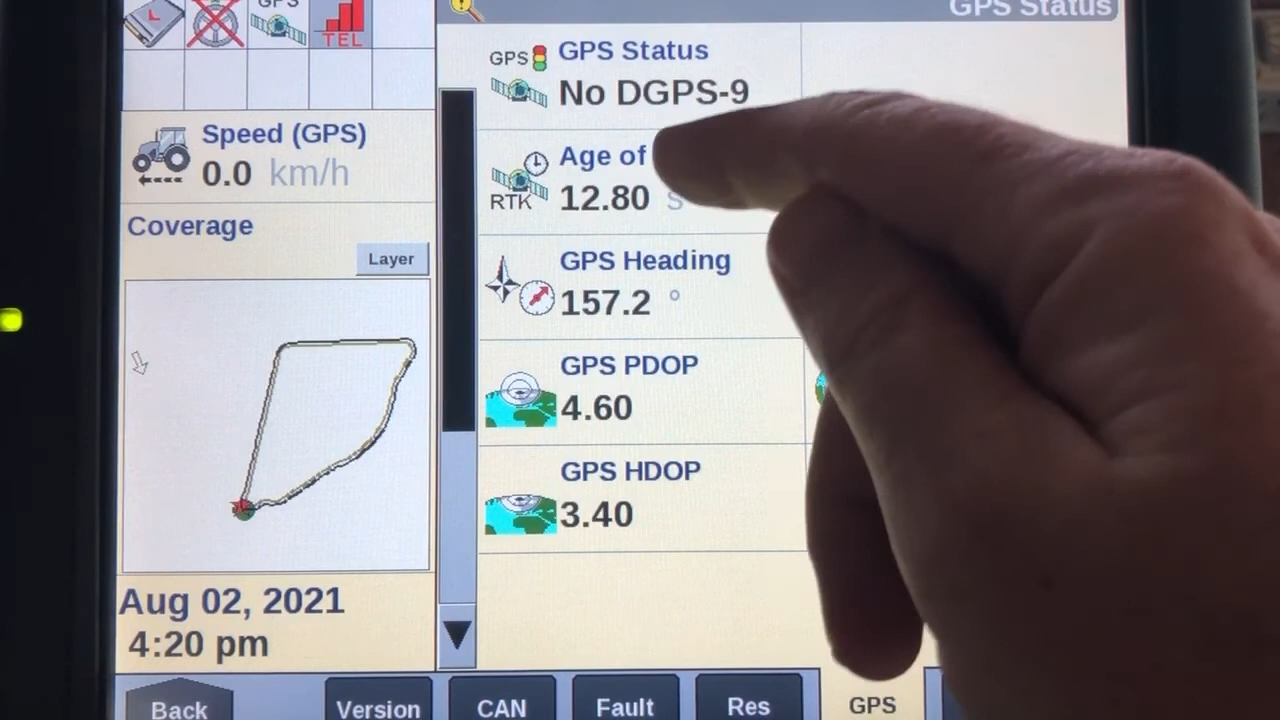 L
GPS
TEL
Speed (GPS)
0.0 km/h
Coverage
Layer
Aug 02, 2021
4:20 pm
GPS Status
GPS
GPS Status
No DGPS-9
RTK
Age of
12.80 s
GPS Heading
157.2 °
GPS PDOP
4.60
GPS HDOP
3.40
Back
Version
CAN
Fault
Res
GPS